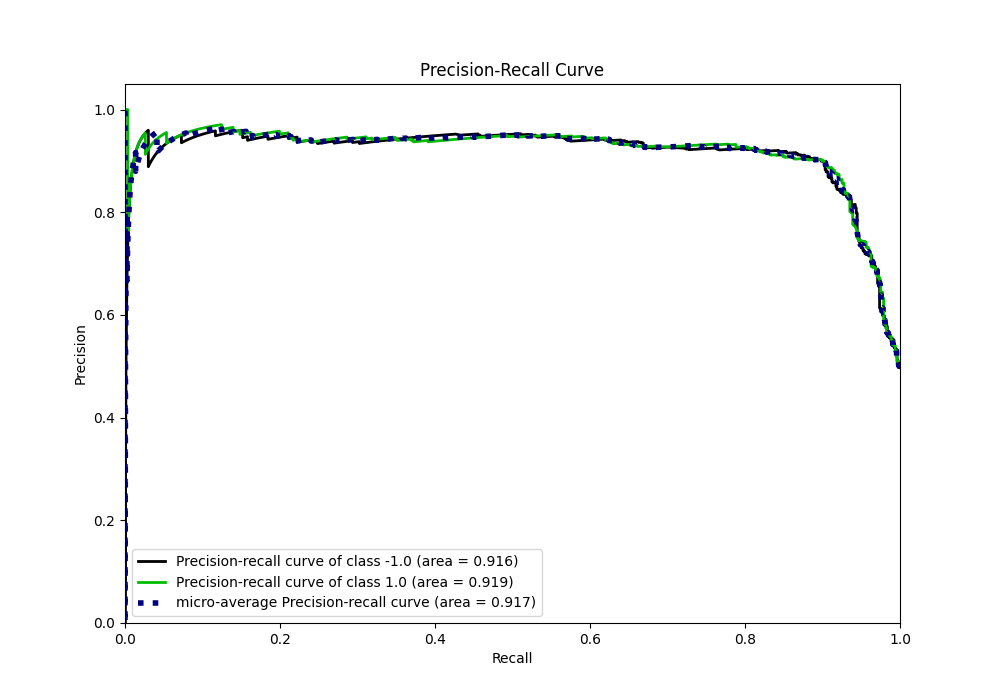 Precision-Recall Curve
1.0
0.8
0.6
0.4
0.2
0.0
Precision
Precision-recall curve of class -1.0 (area = 0.916)
Precision-recall curve of class 1.0 (area = 0.919)
micro-average Precision-recall curve (area = 0.917)
0.0 0.2 0.4 0.6 0.8 1.0
Recall